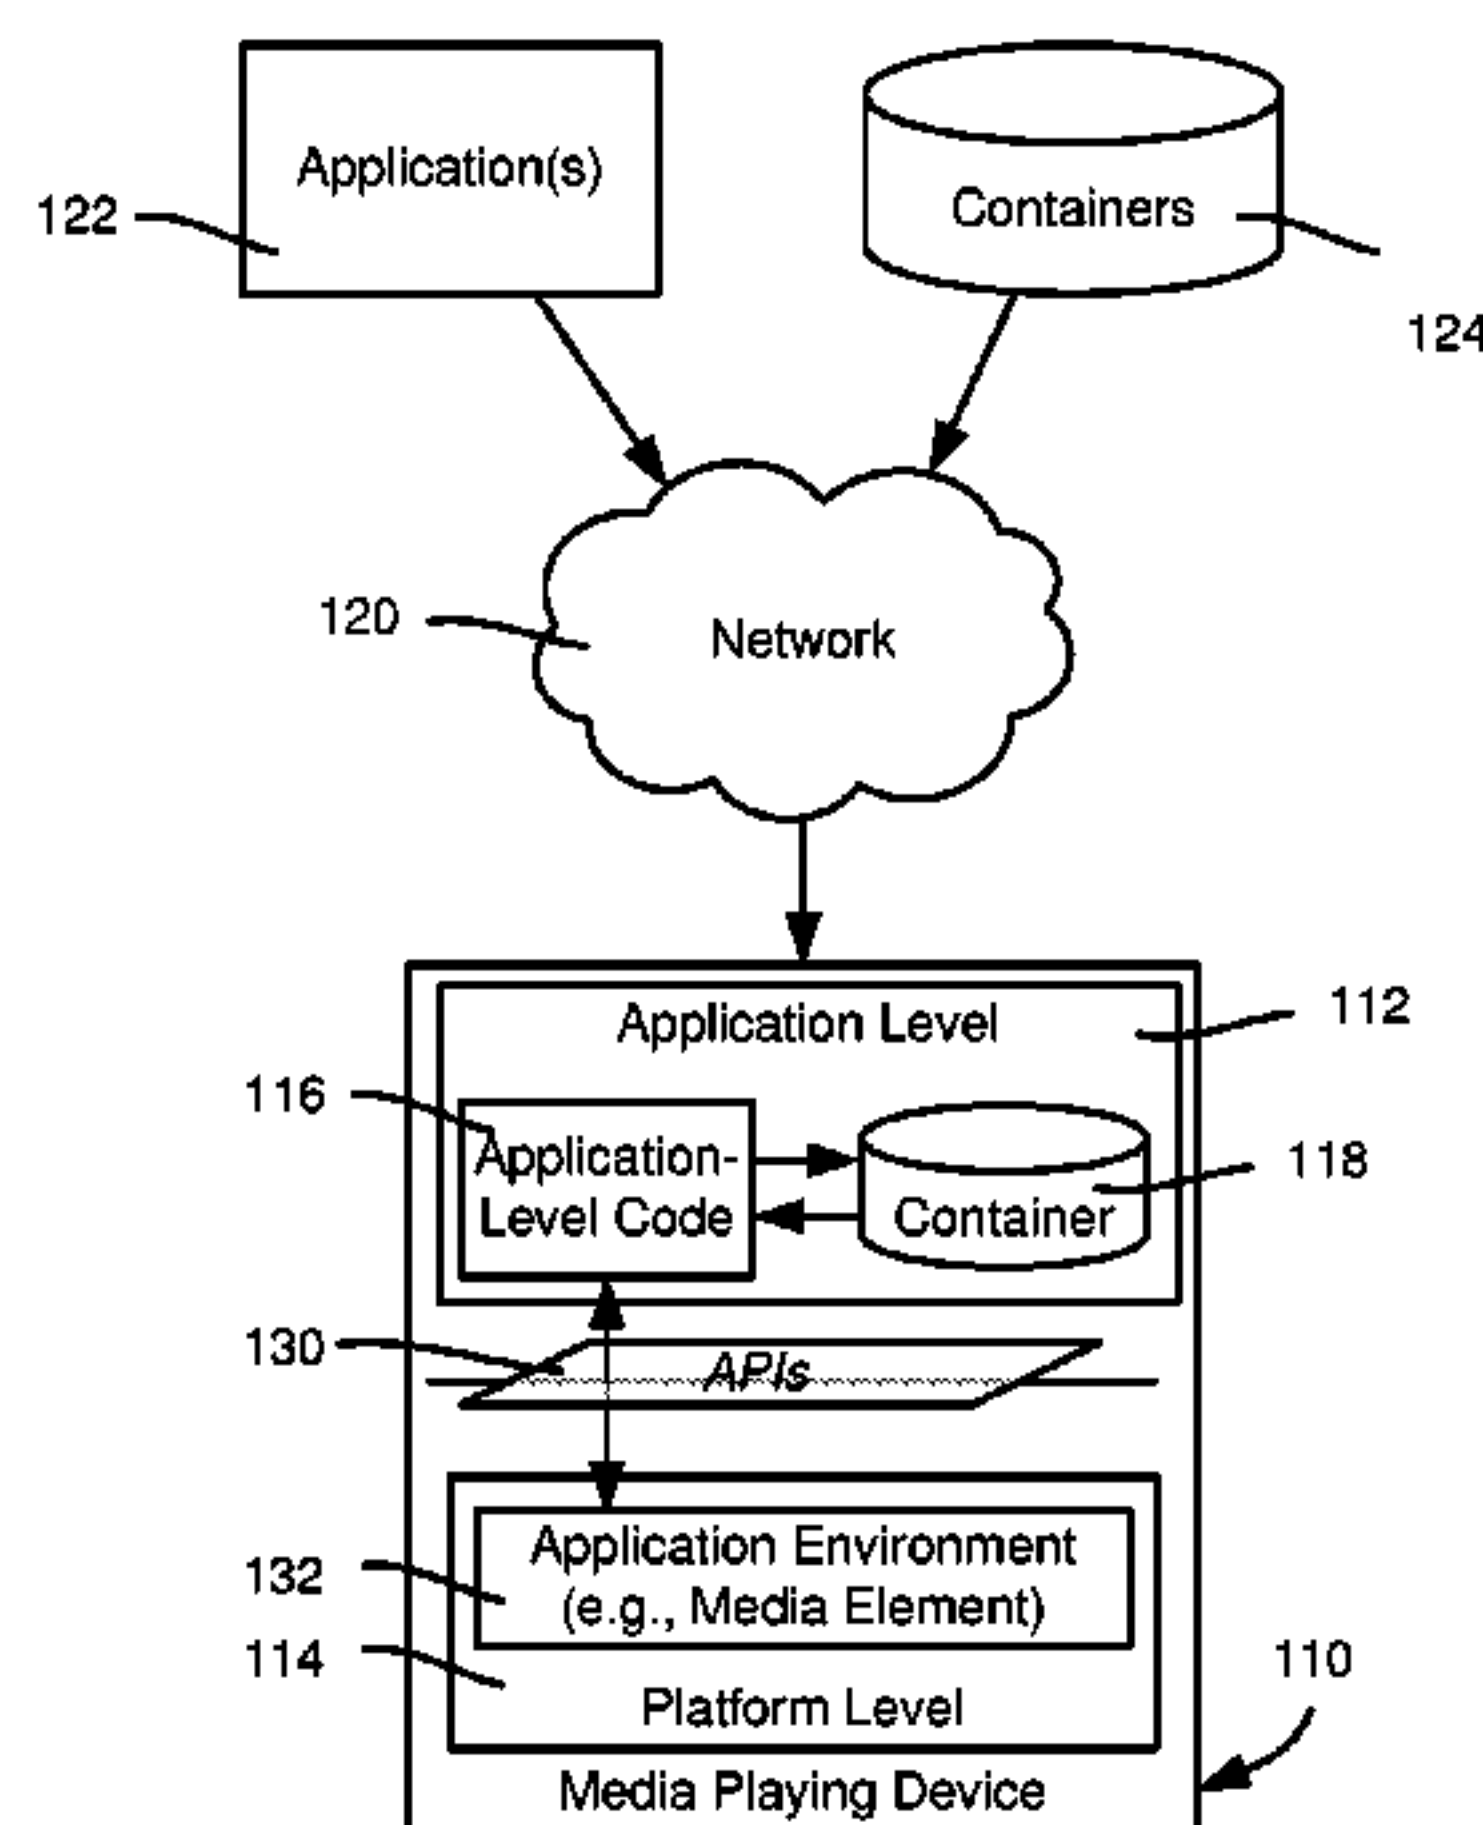 Application(s)
122
Containers
124
120
Network
Application Level
112
116
Application-
Level Code
Container
118
130
APIs
Application Environment
(e.g., Media Element)
132
114
Platform Level
110
Media Playing Device